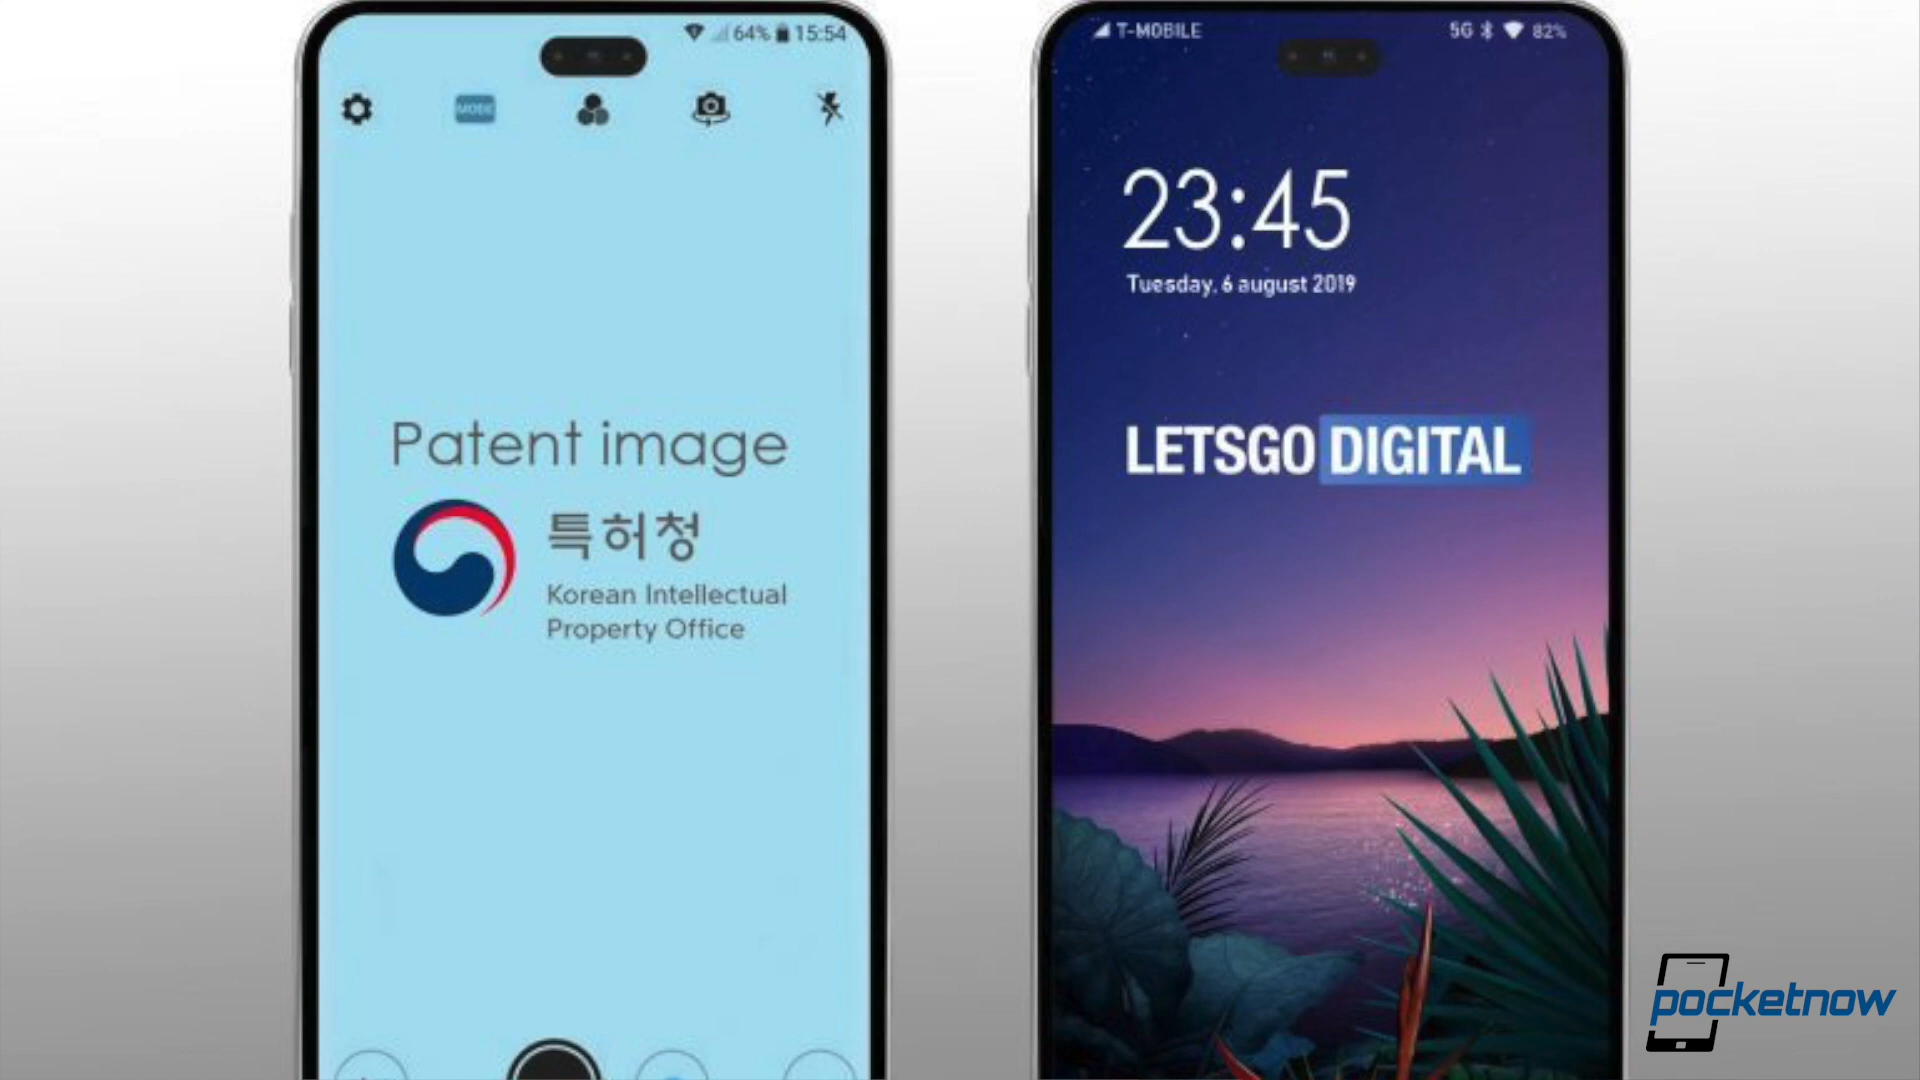 64% 15:54
MODE
Patent image
특허청
Korean Intellectual
Property Office
T-MOBILE
5G 82%
23:45
Tuesday, 6 august 2019
LETSGO DIGITAL
pocketnow